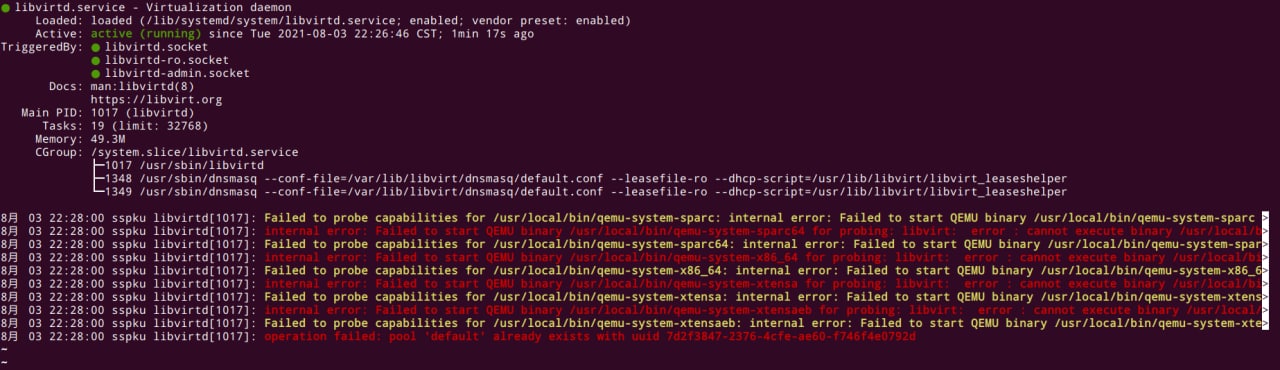 ● libvirtd.service - Virtualization daemon
Loaded: loaded (/lib/systemd/system/libvirtd.service; enabled; vendor preset: enabled)
Active: active (running) since Tue 2021-08-03 22:26:46 CST; 1min 17s ago
TriggeredBy: ● libvirtd.socket
● libvirtd-ro.socket
● libvirtd-admin.socket
Docs: man:libvirtd(8)
https://libvirt.org
Main PID: 1017 (libvirtd)
Tasks: 19 (limit: 32768)
Memory: 49.3M
CGroup: /system.slice/libvirtd.service
├─1017 /usr/sbin/libvirtd
├─1348 /usr/sbin/dnsmasq --conf-file=/var/lib/libvirt/dnsmasq/default.conf --leasefile-ro --dhcp-script=/usr/lib/libvirt/libvirt_leaseshelper
└─1349 /usr/sbin/dnsmasq --conf-file=/var/lib/libvirt/dnsmasq/default.conf --leasefile-ro --dhcp-script=/usr/lib/libvirt/libvirt_leaseshelper
8月 03 22:28:00 sspku libvirtd[1017]: Failed to probe capabilities for /usr/local/bin/qemu-system-sparc: internal error: Failed to start QEMU binary /usr/local/bin/qemu-system-sparc >
8月 03 22:28:00 sspku libvirtd[1017]: internal error: Failed to start QEMU binary /usr/local/bin/qemu-system-sparc64 for probing: libvirt:  error : cannot execute binary /usr/local/b>
8月 03 22:28:00 sspku libvirtd[1017]: Failed to probe capabilities for /usr/local/bin/qemu-system-sparc64: internal error: Failed to start QEMU binary /usr/local/bin/qemu-system-spar>
8月 03 22:28:00 sspku libvirtd[1017]: internal error: Failed to start QEMU binary /usr/local/bin/qemu-system-x86_64 for probing: libvirt:  error : cannot execute binary /usr/local/bi>
8月 03 22:28:00 sspku libvirtd[1017]: Failed to probe capabilities for /usr/local/bin/qemu-system-x86_64: internal error: Failed to start QEMU binary /usr/local/bin/qemu-system-x86_6>
8月 03 22:28:00 sspku libvirtd[1017]: internal error: Failed to start QEMU binary /usr/local/bin/qemu-system-xtensa for probing: libvirt:  error : cannot execute binary /usr/local/bi>
8月 03 22:28:00 sspku libvirtd[1017]: Failed to probe capabilities for /usr/local/bin/qemu-system-xtensa: internal error: Failed to start QEMU binary /usr/local/bin/qemu-system-xtens>
8月 03 22:28:00 sspku libvirtd[1017]: internal error: Failed to start QEMU binary /usr/local/bin/qemu-system-xtensaeb for probing: libvirt:  error : cannot execute binary /usr/local/>
8月 03 22:28:00 sspku libvirtd[1017]: Failed to probe capabilities for /usr/local/bin/qemu-system-xtensaeb: internal error: Failed to start QEMU binary /usr/local/bin/qemu-system-xte>
8月 03 22:28:00 sspku libvirtd[1017]: operation failed: pool 'default' already exists with uuid 7d2f3847-2376-4cfe-ae60-f746f4e0792d
~
~